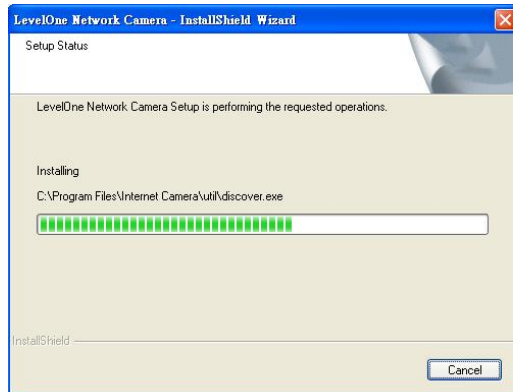 LevelOne Network Camera - InstallShield Wizard
Setup Status
LevelOne Network Camera Setup is performing the requested operations.
Installing
C:\Program Files\Internet Camera\util\discover.exe
InstallShield
Cancel